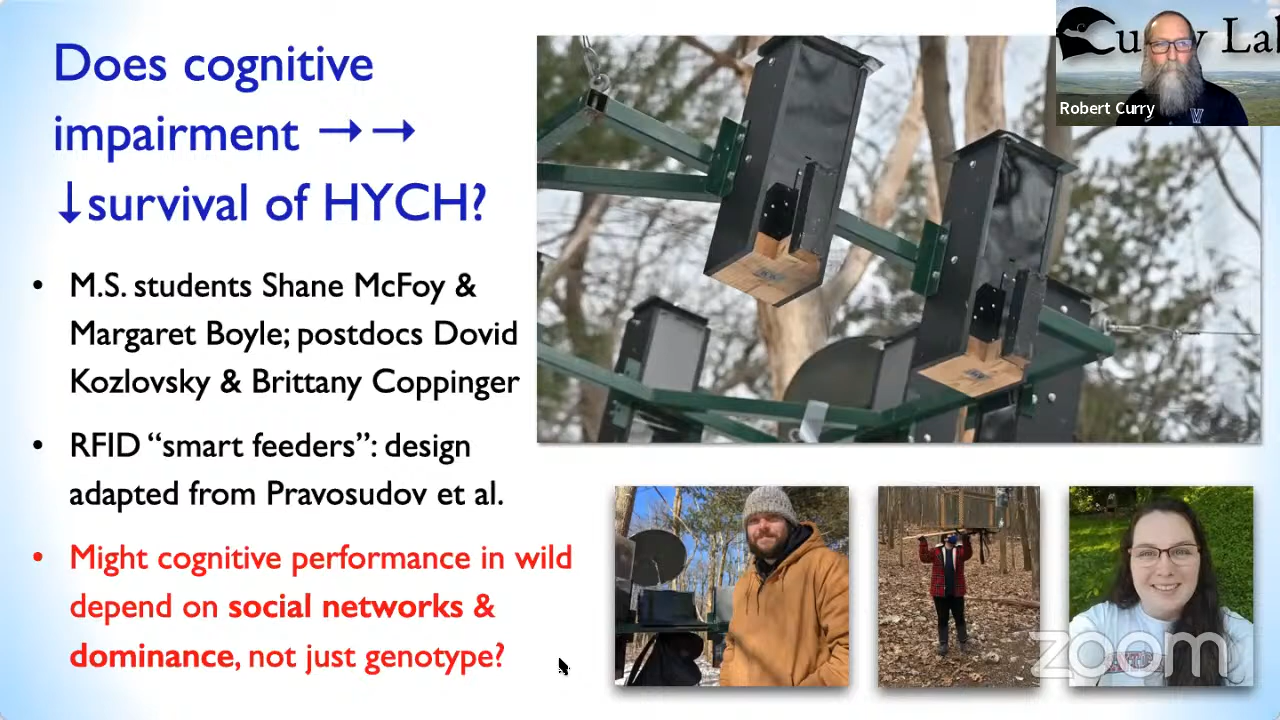 Does cognitive
impairment →→
↓survival of HYCH?
• M.S. students Shane McFoy &
Margaret Boyle; postdocs Dovid
Kozlovsky & Brittany Coppinger
• RFID “smart feeders”: design
adapted from Pravosudov et al.
• Might cognitive performance in wild
depend on social networks &
dominance, not just genotype?
Robert Curry
zoom